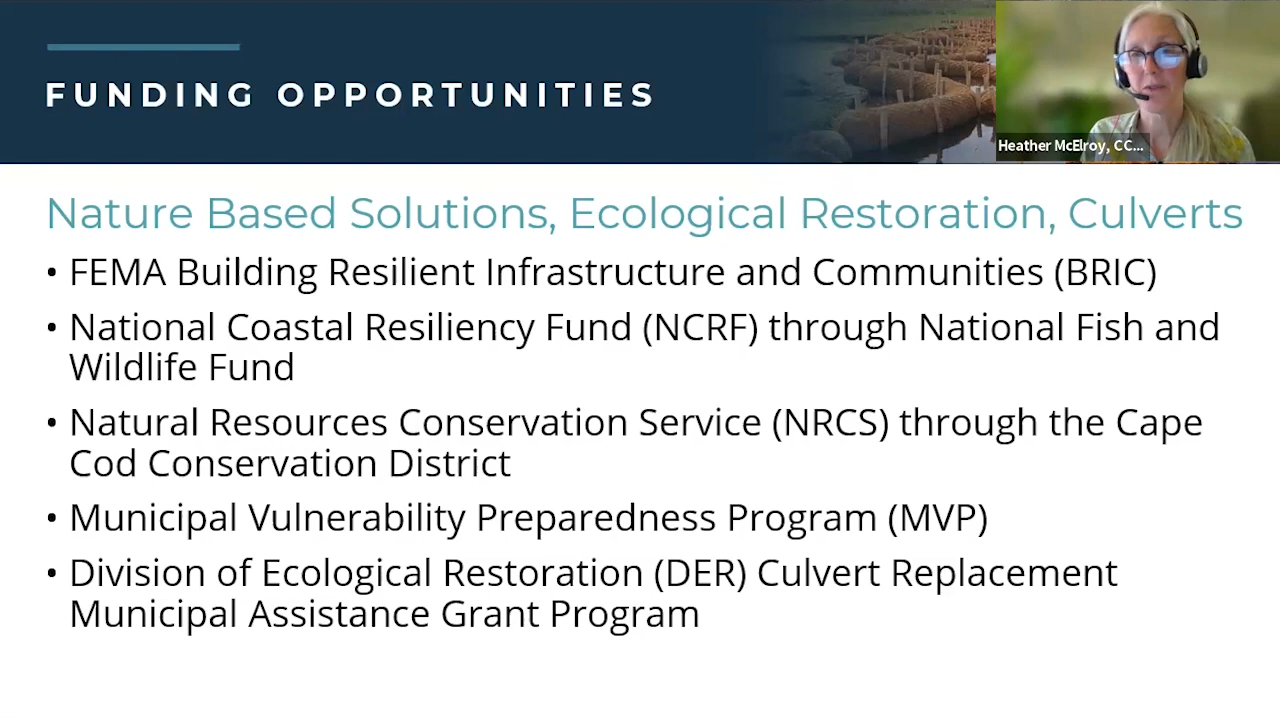 FUNDING OPPORTUNITIES
Heather McElroy, CC...
Nature Based Solutions, Ecological Restoration, Culverts
• FEMA Building Resilient Infrastructure and Communities (BRIC)
• National Coastal Resiliency Fund (NCRF) through National Fish and
Wildlife Fund
• Natural Resources Conservation Service (NRCS) through the Cape
Cod Conservation District
• Municipal Vulnerability Preparedness Program (MVP)
• Division of Ecological Restoration (DER) Culvert Replacement
Municipal Assistance Grant Program